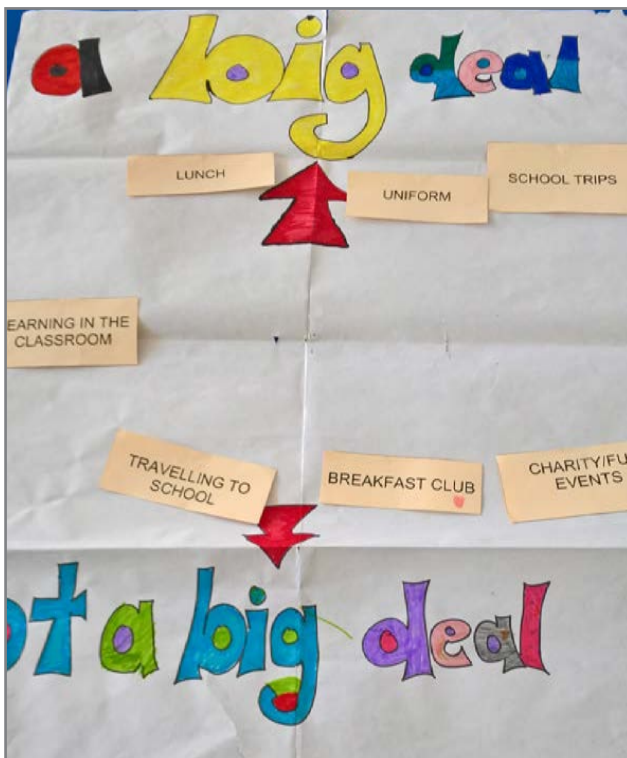 a big deal
LUNCH
UNIFORM
SCHOOL TRIPS
EARNING IN THE
CLASSROOM
TRAVELLING TO
SCHOOL
BREAKFAST CLUB
CHARITY/FU
EVENTS
ot a big deal